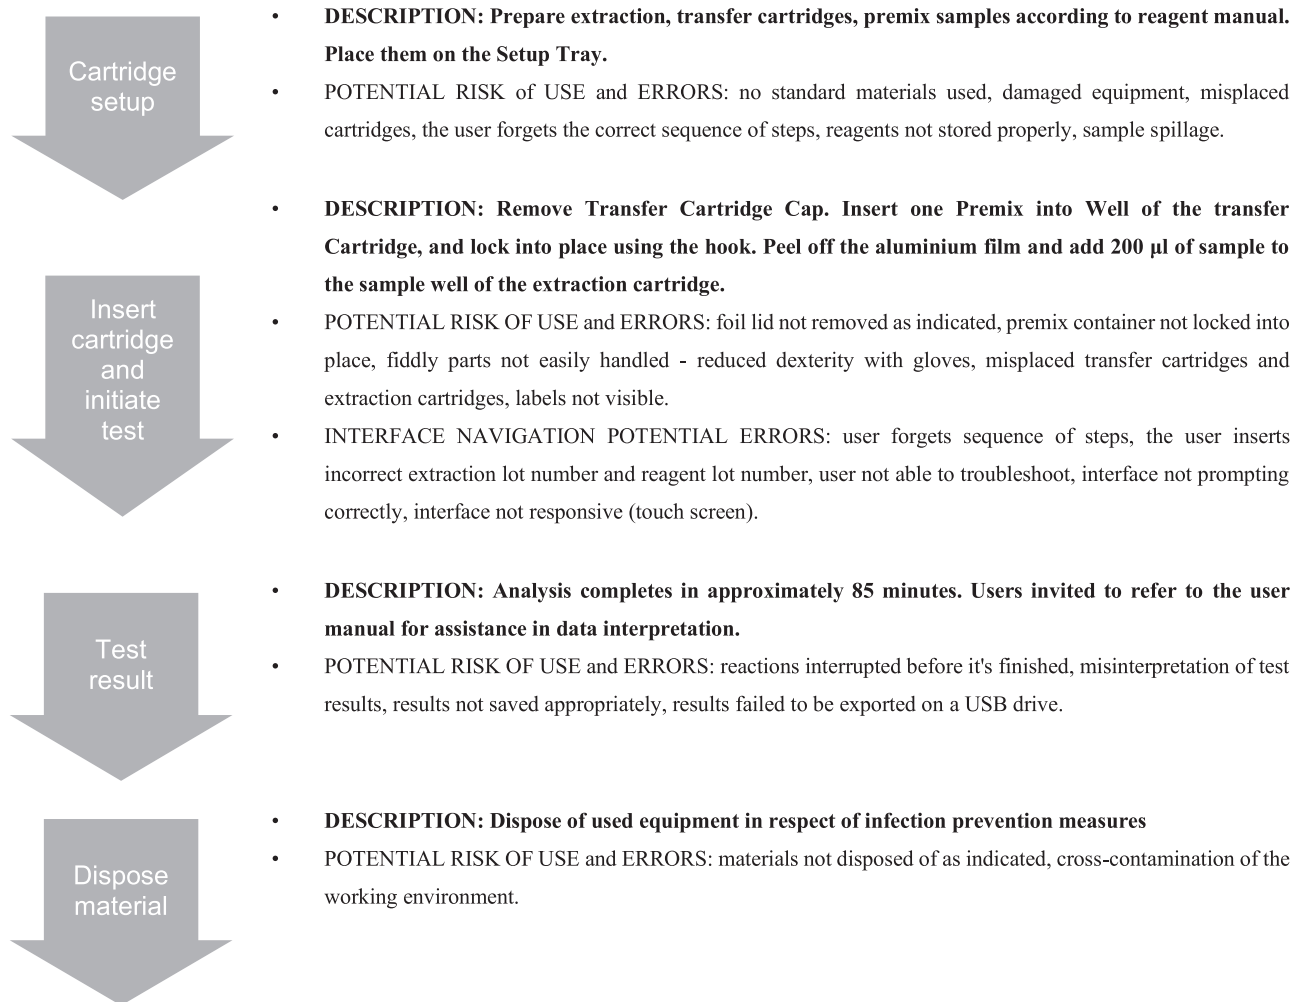 Cartridge
setup
• DESCRIPTION: Prepare extraction, transfer cartridges, premix samples according to reagent manual.
Place them on the Setup Tray.
• POTENTIAL RISK of USE and ERRORS: no standard materials used, damaged equipment, misplaced
cartridges, the user forgets the correct sequence of steps, reagents not stored properly, sample spillage.
Insert
cartridge
and
initiate
test
• DESCRIPTION: Remove Transfer Cartridge Cap. Insert one Premix into Well of the transfer
Cartridge, and lock into place using the hook. Peel off the aluminium film and add 200 µl of sample to
the sample well of the extraction cartridge.
• POTENTIAL RISK OF USE and ERRORS: foil lid not removed as indicated, premix container not locked into
place, fiddly parts not easily handled - reduced dexterity with gloves, misplaced transfer cartridges and
extraction cartridges, labels not visible.
• INTERFACE NAVIGATION POTENTIAL ERRORS: user forgets sequence of steps, the user inserts
incorrect extraction lot number and reagent lot number, user not able to troubleshoot, interface not prompting
correctly, interface not responsive (touch screen).
Test
result
• DESCRIPTION: Analysis completes in approximately 85 minutes. Users invited to refer to the user
manual for assistance in data interpretation.
• POTENTIAL RISK OF USE and ERRORS: reactions interrupted before it's finished, misinterpretation of test
results, results not saved appropriately, results failed to be exported on a USB drive.
Dispose
material
• DESCRIPTION: Dispose of used equipment in respect of infection prevention measures
• POTENTIAL RISK OF USE and ERRORS: materials not disposed of as indicated, cross-contamination of the
working environment.